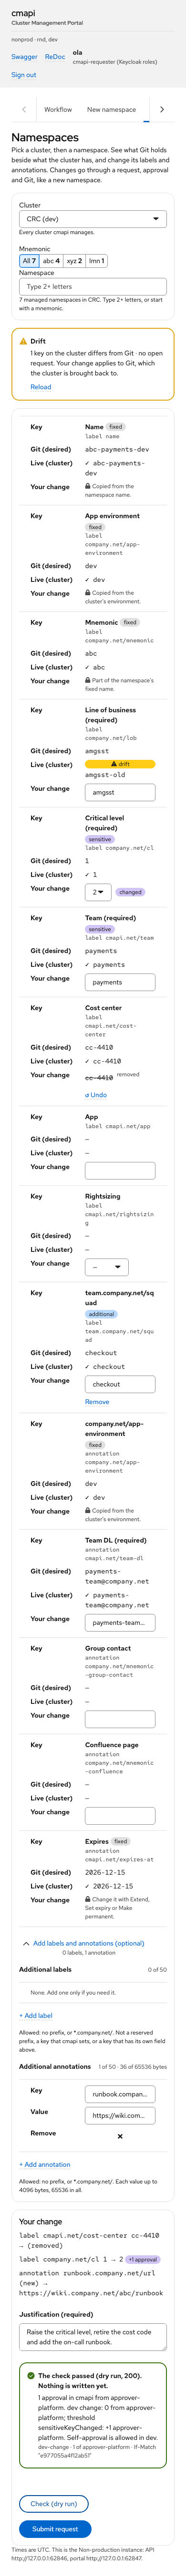 cmapi
Cluster Management Portal
nonprod · rnd, dev
Swagger ReDoc
ola
cmapi-requester (Keycloak roles)
Sign out
Workflow New namespace
Namespaces
Pick a cluster, then a namespace. See what Git holds
beside what the cluster has, and change its labels and
annotations. Changes go through a request, approval
and Git, like a new namespace.
Cluster
CRC (dev)
Every cluster cmapi manages.
Mnemonic
All 7 abc 4 xyz 2 lmn 1
Namespace
Type 2+ letters
7 managed namespaces in CRC. Type 2+ letters, or start
with a mnemonic.
Drift
1 key on the cluster differs from Git · no open
request. Your change applies to Git, which
the cluster is brought back to.
Reload
Key Name fixed
label name
Git (desired) abc-payments-dev
Live (cluster) ✓ abc-payments-
dev
Your change Copied from the
namespace name.
Key App environment
fixed
label
company.net/app-
environment
Git (desired) dev
Live (cluster) ✓ dev
Your change Copied from the
cluster's environment.
Key Mnemonic fixed
label
company.net/mnemonic
Git (desired) abc
Live (cluster) ✓ abc
Your change Part of the namespace's
fixed name.
Key Line of business
(required)
label
company.net/lob
Git (desired) amgsst
Live (cluster) drift
amgsst-old
Your change amgsst
Key Critical level
(required)
sensitive
label company.net/cl
Git (desired) 1
Live (cluster) ✓ 1
Your change 2 changed
Key Team (required)
sensitive
label cmapi.net/team
Git (desired) payments
Live (cluster) ✓ payments
Your change payments
Key Cost center
label
cmapi.net/cost-
center
Git (desired) cc-4410
Live (cluster) ✓ cc-4410
Your change cc-4410 removed
Undo
Key App
label cmapi.net/app
Git (desired) —
Live (cluster) —
Your change
Key Rightsizing
label
cmapi.net/rightsizin
g
Git (desired) —
Live (cluster) —
Your change —
Key team.company.net/sq
uad
additional
label
team.company.net/squ
ad
Git (desired) checkout
Live (cluster) ✓ checkout
Your change checkout
Remove
Key company.net/app-
environment
fixed
annotation
company.net/app-
environment
Git (desired) dev
Live (cluster) ✓ dev
Your change Copied from the
cluster's environment.
Key Team DL (required)
annotation
cmapi.net/team-dl
Git (desired) payments-
team@company.net
Live (cluster) ✓ payments-
team@company.net
Your change payments-team...
Key Group contact
annotation
company.net/mnemonic
-group-contact
Git (desired) —
Live (cluster) —
Your change
Key Confluence page
annotation
company.net/mnemonic
-confluence
Git (desired) —
Live (cluster) —
Your change
Key Expires fixed
annotation
cmapi.net/expires-at
Git (desired) 2026-12-15
Live (cluster) ✓ 2026-12-15
Your change Change it with Extend,
Set expiry or Make
permanent.
Add labels and annotations (optional)
0 labels, 1 annotation
Additional labels 0 of 50
None. Add one only if you need it.
+ Add label
Allowed: no prefix, or *.company.net/. Not a reserved
prefix, a key that cmapi sets, or a key that has its own field
above.
Additional annotations 1 of 50 · 36 of 65536 bytes
Key runbook.compan...
Value https://wiki.com...
Remove
+ Add annotation
Allowed: no prefix, or *.company.net/. Each value up to
4096 bytes, 65536 in all.
Your change
label cmapi.net/cost-center cc-4410
→ (removed)
label company.net/cl 1 → 2 +1 approval
annotation runbook.company.net/url
(new) →
https://wiki.company.net/abc/runbook
Justification (required)
Raise the critical level, retire the cost code
and add the on-call runbook.
The check passed (dry run, 200).
Nothing is written yet.
1 approval in cmapi from approver-
platform. dev change: 0 from approver-
platform; threshold
sensitiveKeyChanged: +1 approver-
platform. Self-approval is allowed in dev.
dev-change · 1 of approver-platform · If-Match
"e977055a4f12ab51"
Check (dry run)
Submit request
Times are UTC. This is the Non-production instance: API
http://127.0.0.1:62846, portal http://127.0.0.1:62847.